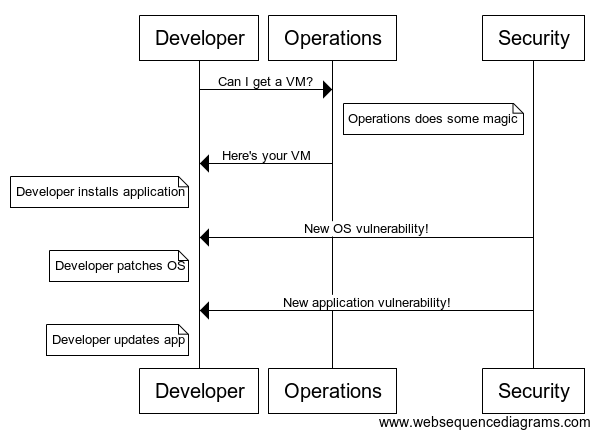 Developer Operations Security
Can I get a VM?
Operations does some magic
Here's your VM
Developer installs application
New OS vulnerability!
Developer patches OS
New application vulnerability!
Developer updates app
Developer Operations Security
www.websequencediagrams.com